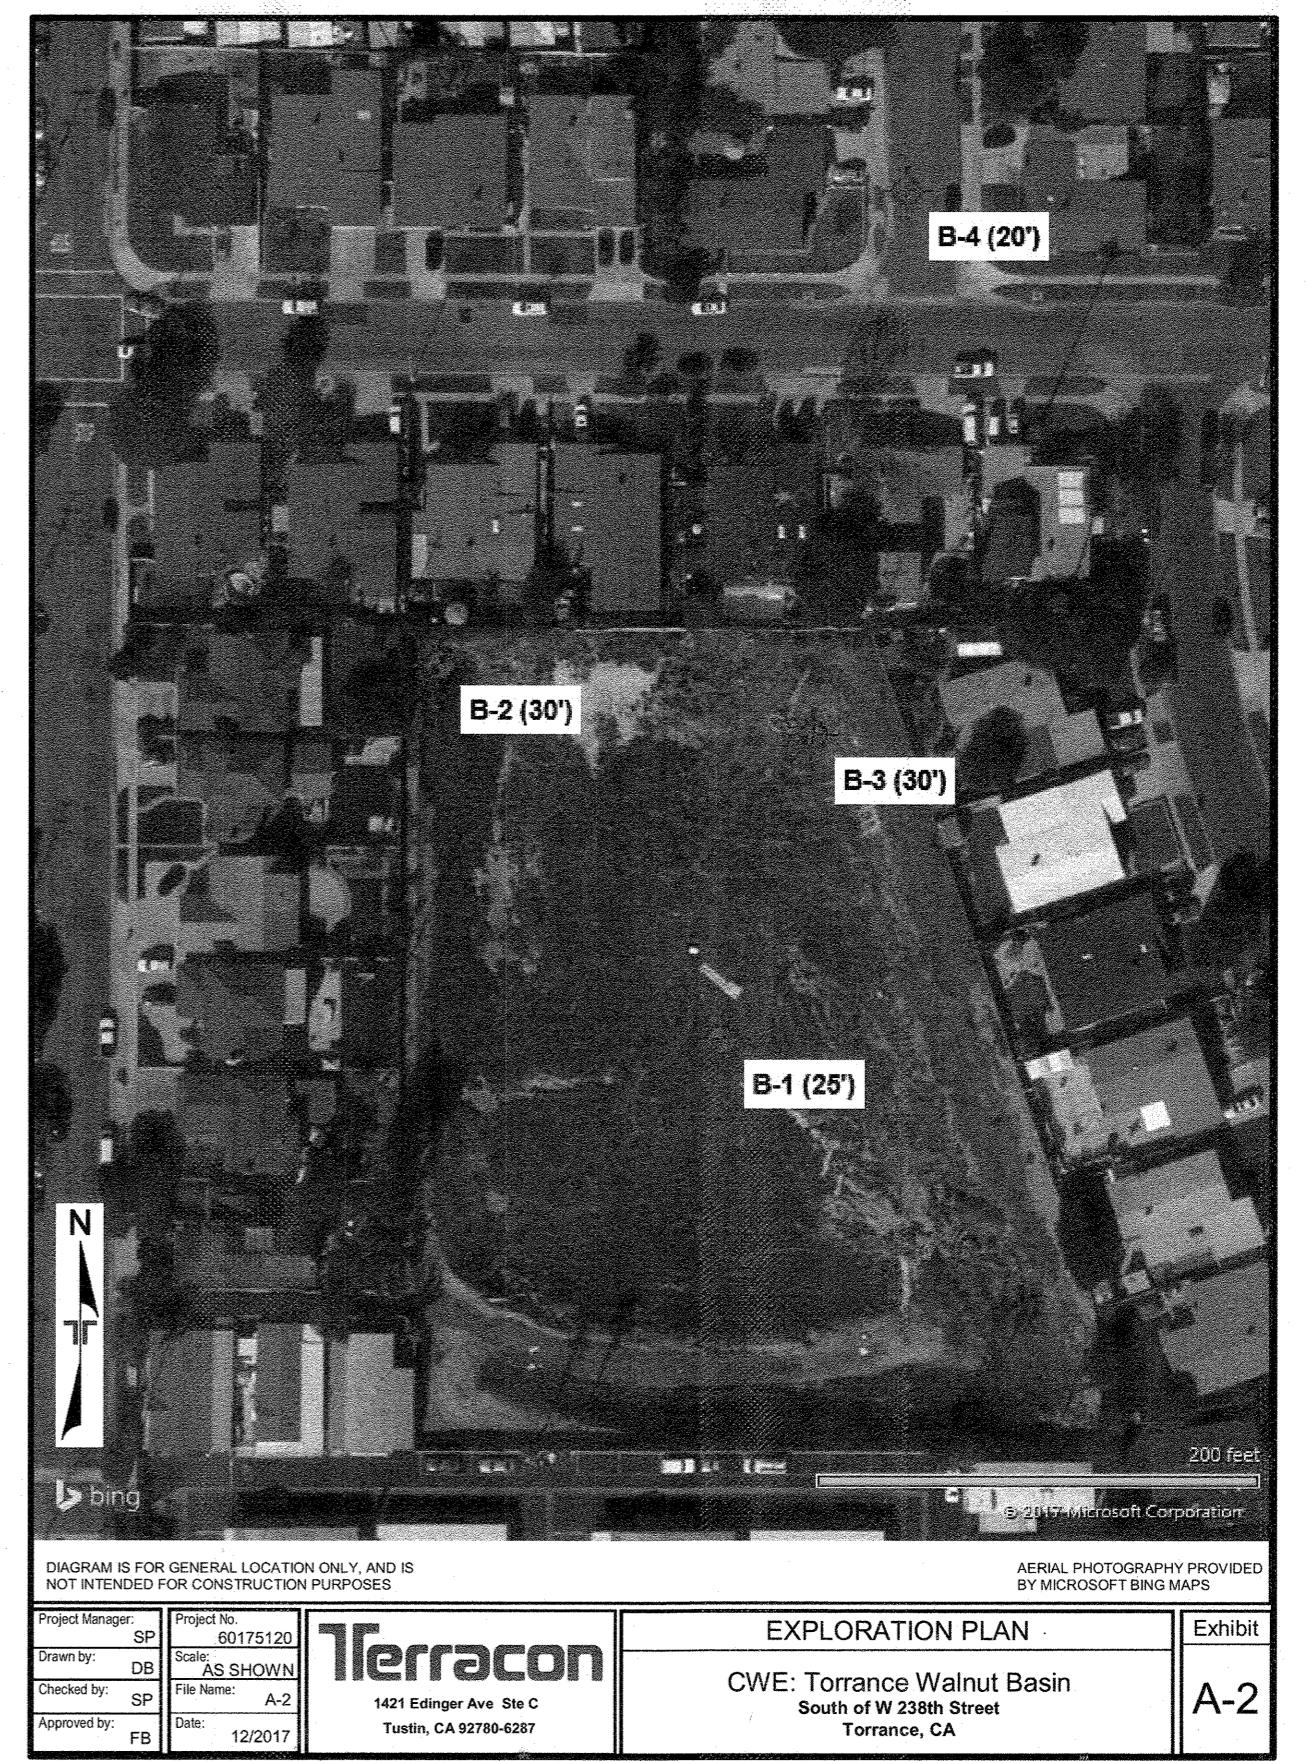 B-4 (20')
B-2 (30')
B-3 (30')
B-1 (25')
N
200 feet
bing
© 2017 Microsoft Corporation
DIAGRAM IS FOR GENERAL LOCATION ONLY, AND IS
NOT INTENDED FOR CONSTRUCTION PURPOSES
AERIAL PHOTOGRAPHY PROVIDED
BY MICROSOFT BING MAPS
Project Manager:
SP
Drawn by:
DB
Checked by:
SP
Approved by:
FB
Project No.
60175120
Scale:
AS SHOWN
File Name:
A-2
Date:
12/2017
Terracon
1421 Edinger Ave Ste C
Tustin, CA 92780-6287
EXPLORATION PLAN
CWE: Torrance Walnut Basin
South of W 238th Street
Torrance, CA
Exhibit
A-2